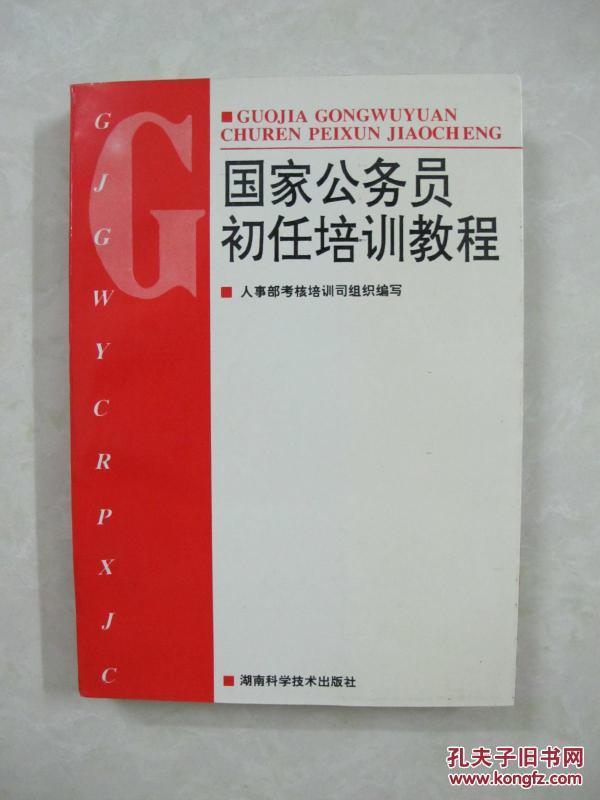 GUOJIA GONGWUYUAN
CHUREN PEIXUN JIAOCHENG
国家公务员
初任培训教程
人事部考核培训司组织编写
G
G
J
G
W
Y
C
R
P
X
J
C
湖南科学技术出版社
孔夫子旧书网
www.kongfz.com